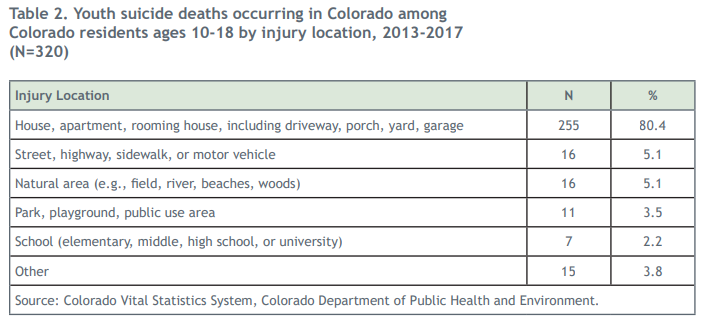 Table 2. Youth suicide deaths occurring in Colorado among
Colorado residents ages 10-18 by injury location, 2013-2017
(N=320)
Injury Location N %
House, apartment, rooming house, including driveway, porch, yard, garage 255 80.4
Street, highway, sidewalk, or motor vehicle 16 5.1
Natural area (e.g., field, river, beaches, woods) 16 5.1
Park, playground, public use area 11 3.5
School (elementary, middle, high school, or university) 7 2.2
Other 15 3.8
Source: Colorado Vital Statistics System, Colorado Department of Public Health and Environment.